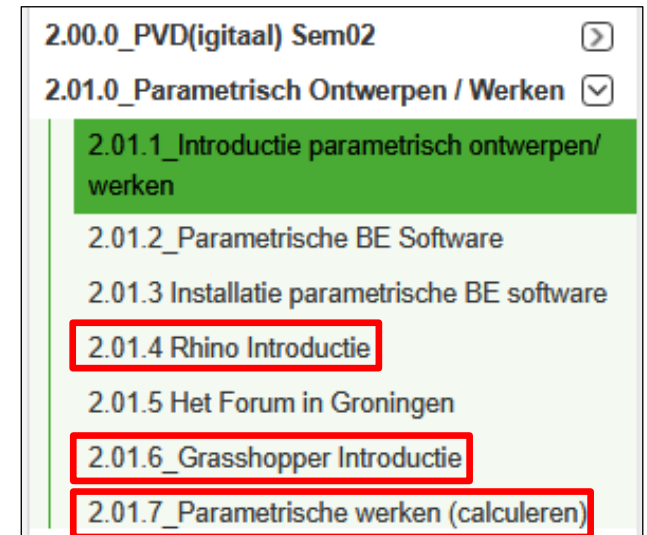 2.00.0_PVD(igitaal) Sem02
2.01.0_Parametrisch Ontwerpen / Werken
2.01.1_Introductie parametrisch ontwerpen/
werken
2.01.2_Parametrische BE Software
2.01.3 Installatie parametrische BE software
2.01.4 Rhino Introductie
2.01.5 Het Forum in Groningen
2.01.6_Grasshopper Introductie
2.01.7_Parametrische werken (calculeren)